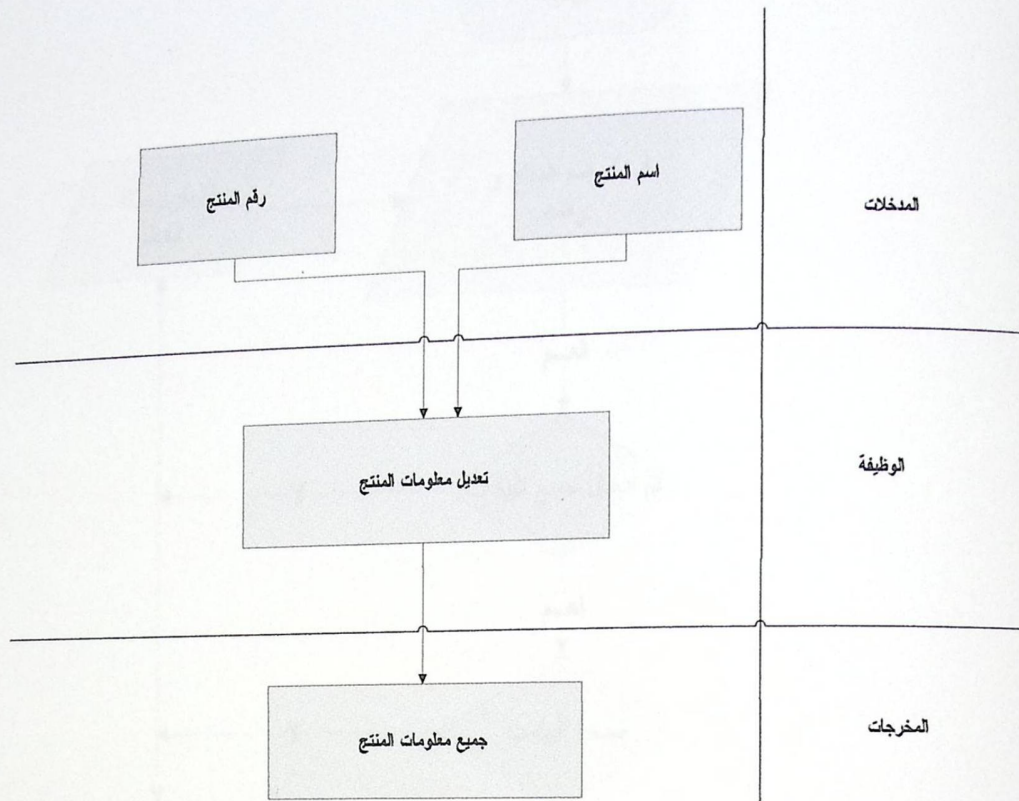 اسم المنتج
رقم المنتج
المدخلات
تعديل معلومات المنتج
الوظيفة
جميع معلومات المنتج
المخرجات